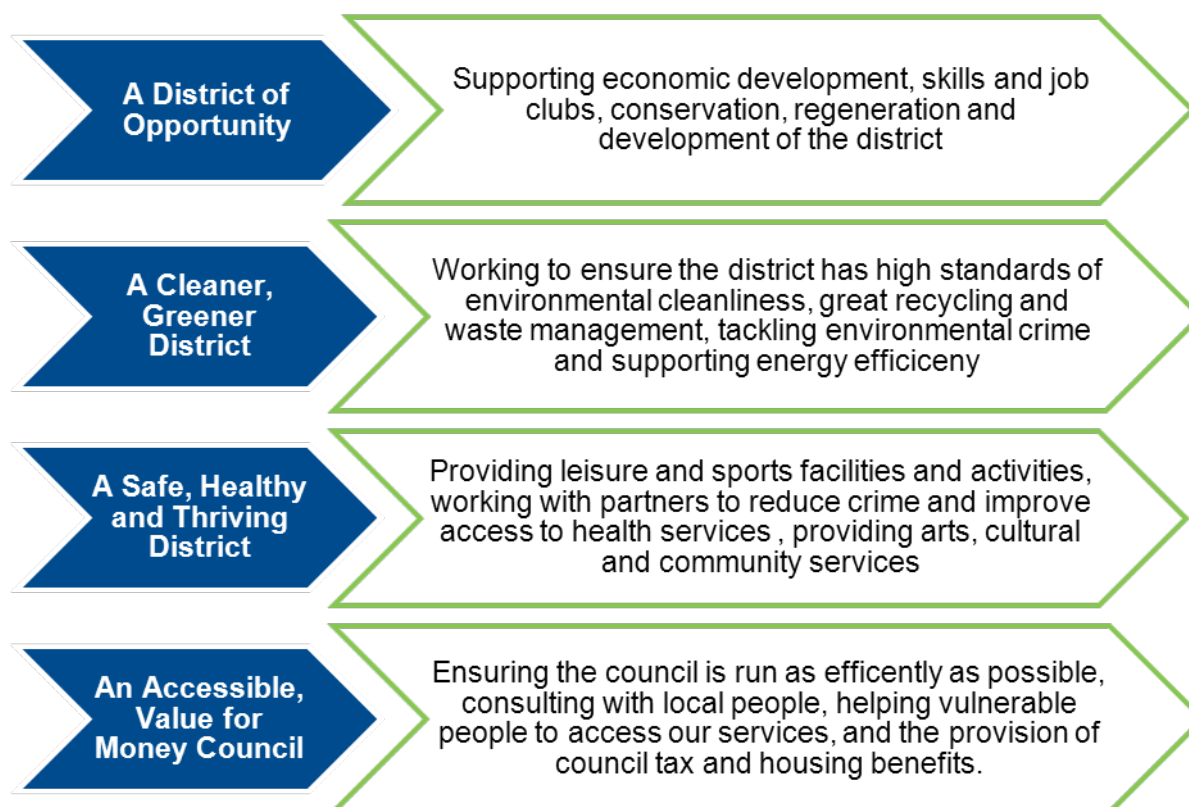 A District of
Opportunity
Supporting economic development, skills and job
clubs, conservation, regeneration and
development of the district
A Cleaner,
Greener
District
Working to ensure the district has high standards of
environmental cleanliness, great recycling and
waste management, tackling environmental crime
and supporting energy efficiceny
A Safe, Healthy
and Thriving
District
Providing leisure and sports facilities and activities,
working with partners to reduce crime and improve
access to health services , providing arts, cultural
and community services
An Accessible,
Value for
Money Council
Ensuring the council is run as efficently as possible,
consulting with local people, helping vulnerable
people to access our services, and the provision of
council tax and housing benefits.